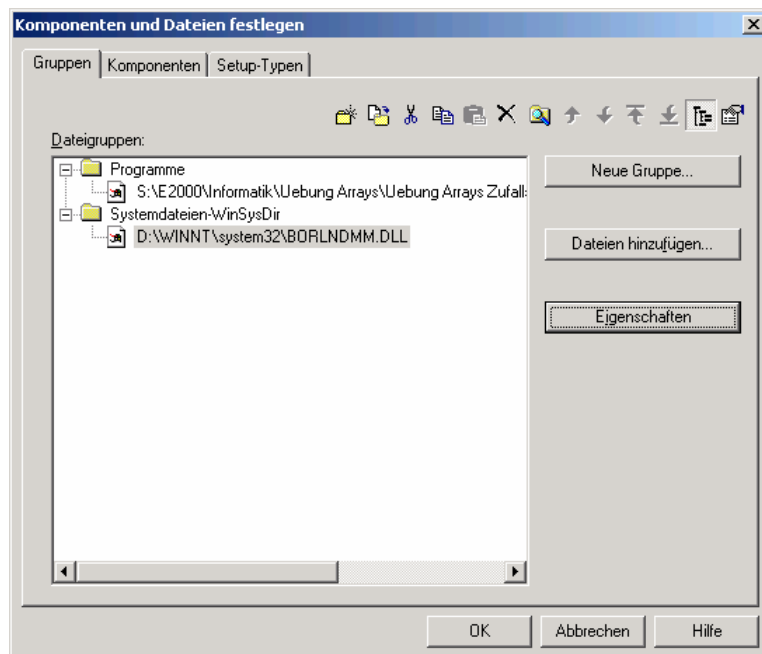 Komponenten und Dateien festlegen
Gruppen Komponenten Setup-Typen
Dateigruppen:
Programme
S:\E2000\Informatik\Uebung Arrays\Uebung Arrays Zufall
Systemdateien-WinSysDir
D:\WINNT\system32\BORLNDMM.DLL
Neue Gruppe...
Dateien hinzufügen...
Eigenschaften
OK Abbrechen Hilfe